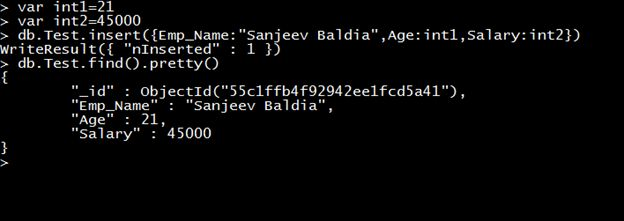 > var int1=21
> var int2=45000
> db.Test.insert({Emp_Name:"Sanjeev Baldia",Age:int1,Salary:int2})
WriteResult({ "nInserted" : 1 })
> db.Test.find().pretty()
{
        "_id" : ObjectId("55c1ffb4f92942ee1fcd5a41"),
        "Emp_Name" : "Sanjeev Baldia",
        "Age" : 21,
        "Salary" : 45000
}
>